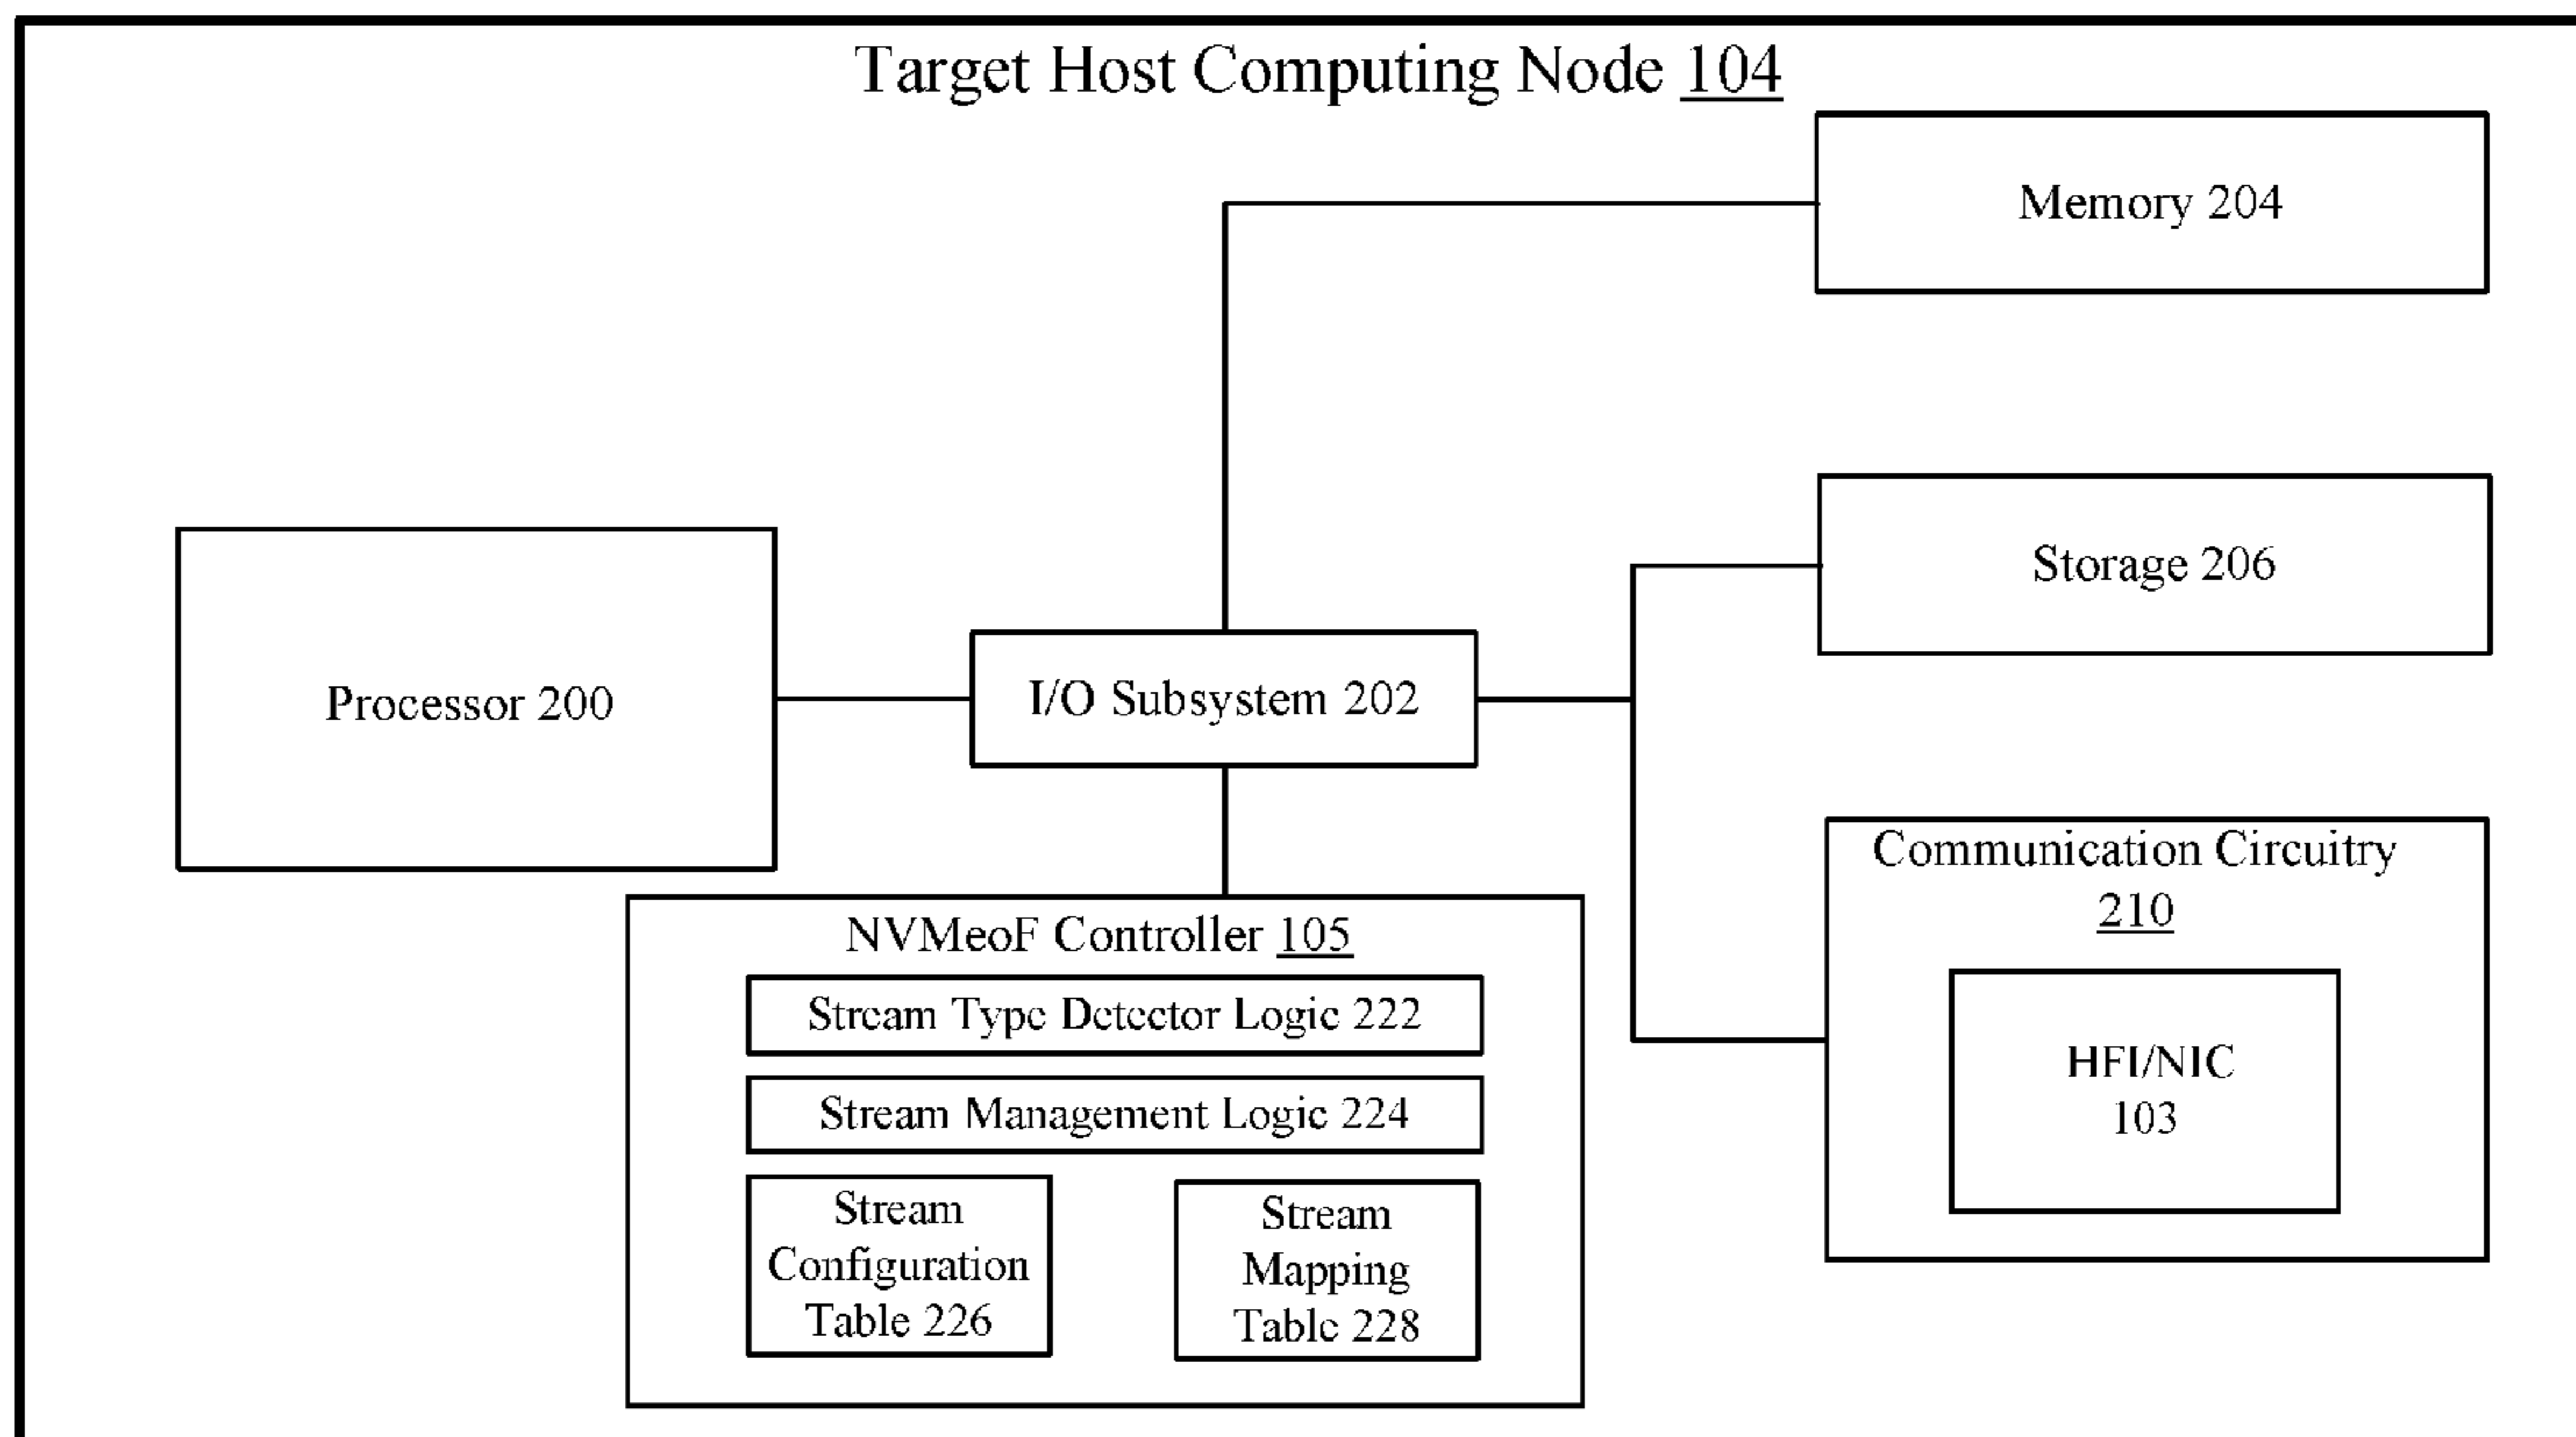 Target Host Computing Node 104
Memory 204
Storage 206
Processor 200
I/O Subsystem 202
Communication Circuitry
210
HFI/NIC
103
NVMeoF Controller 105
Stream Type Detector Logic 222
Stream Management Logic 224
Stream
Configuration
Table 226
Stream
Mapping
Table 228